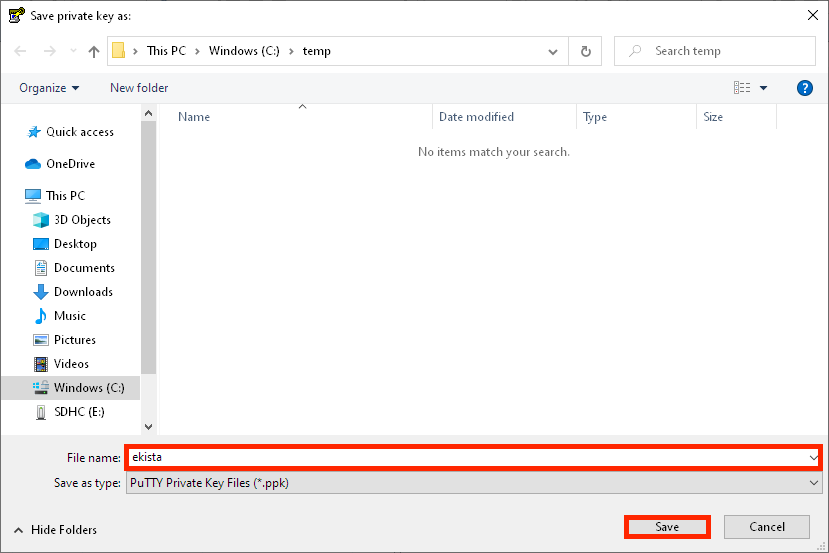 Save private key as:
This PC > Windows (C:) > temp
Search temp
Organize
New folder
?
Name
Date modified
Type
Size
No items match your search.
Quick access
OneDrive
This PC
3D Objects
Desktop
Documents
Downloads
Music
Pictures
Videos
Windows (C:)
SDHC (E:)
File name: ekista
Save as type: PuTTY Private Key Files (*.ppk)
Hide Folders
Save
Cancel